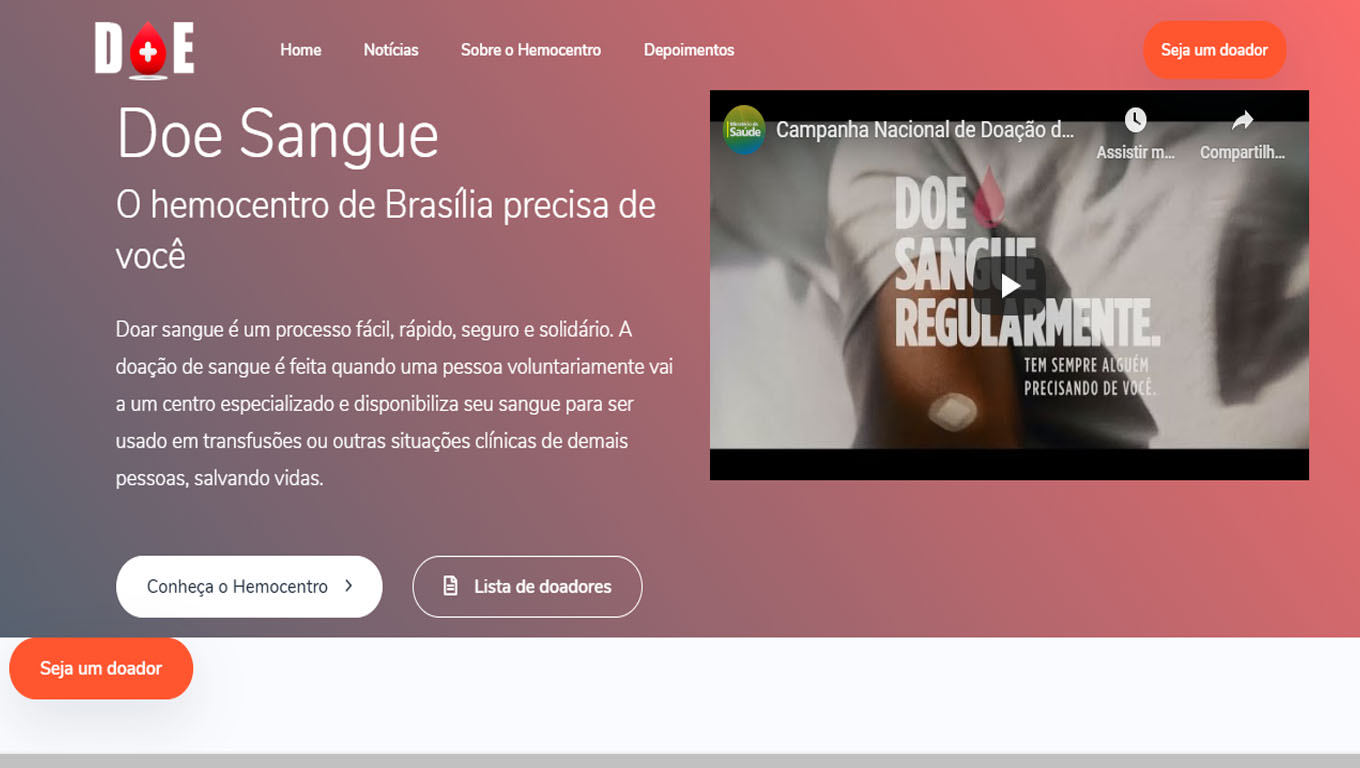 DOE
Home
Notícias
Sobre o Hemocentro
Depoimentos
Seja um doador
Doe Sangue
O hemocentro de Brasília precisa de
você
Doar sangue é um processo fácil, rápido, seguro e solidário. A
doação de sangue é feita quando uma pessoa voluntariamente vai
a um centro especializado e disponibiliza seu sangue para ser
usado em transfusões ou outras situações clínicas de demais
pessoas, salvando vidas.
Conheça o Hemocentro
Lista de doadores
Ministério da
Saúde
Campanha Nacional de Doação d...
Assistir m...
Compartilh...
DOE
SANGUE
REGULARMENTE.
TEM SEMPRE ALGUÉM
PRECISANDO DE VOCÊ.
Seja um doador